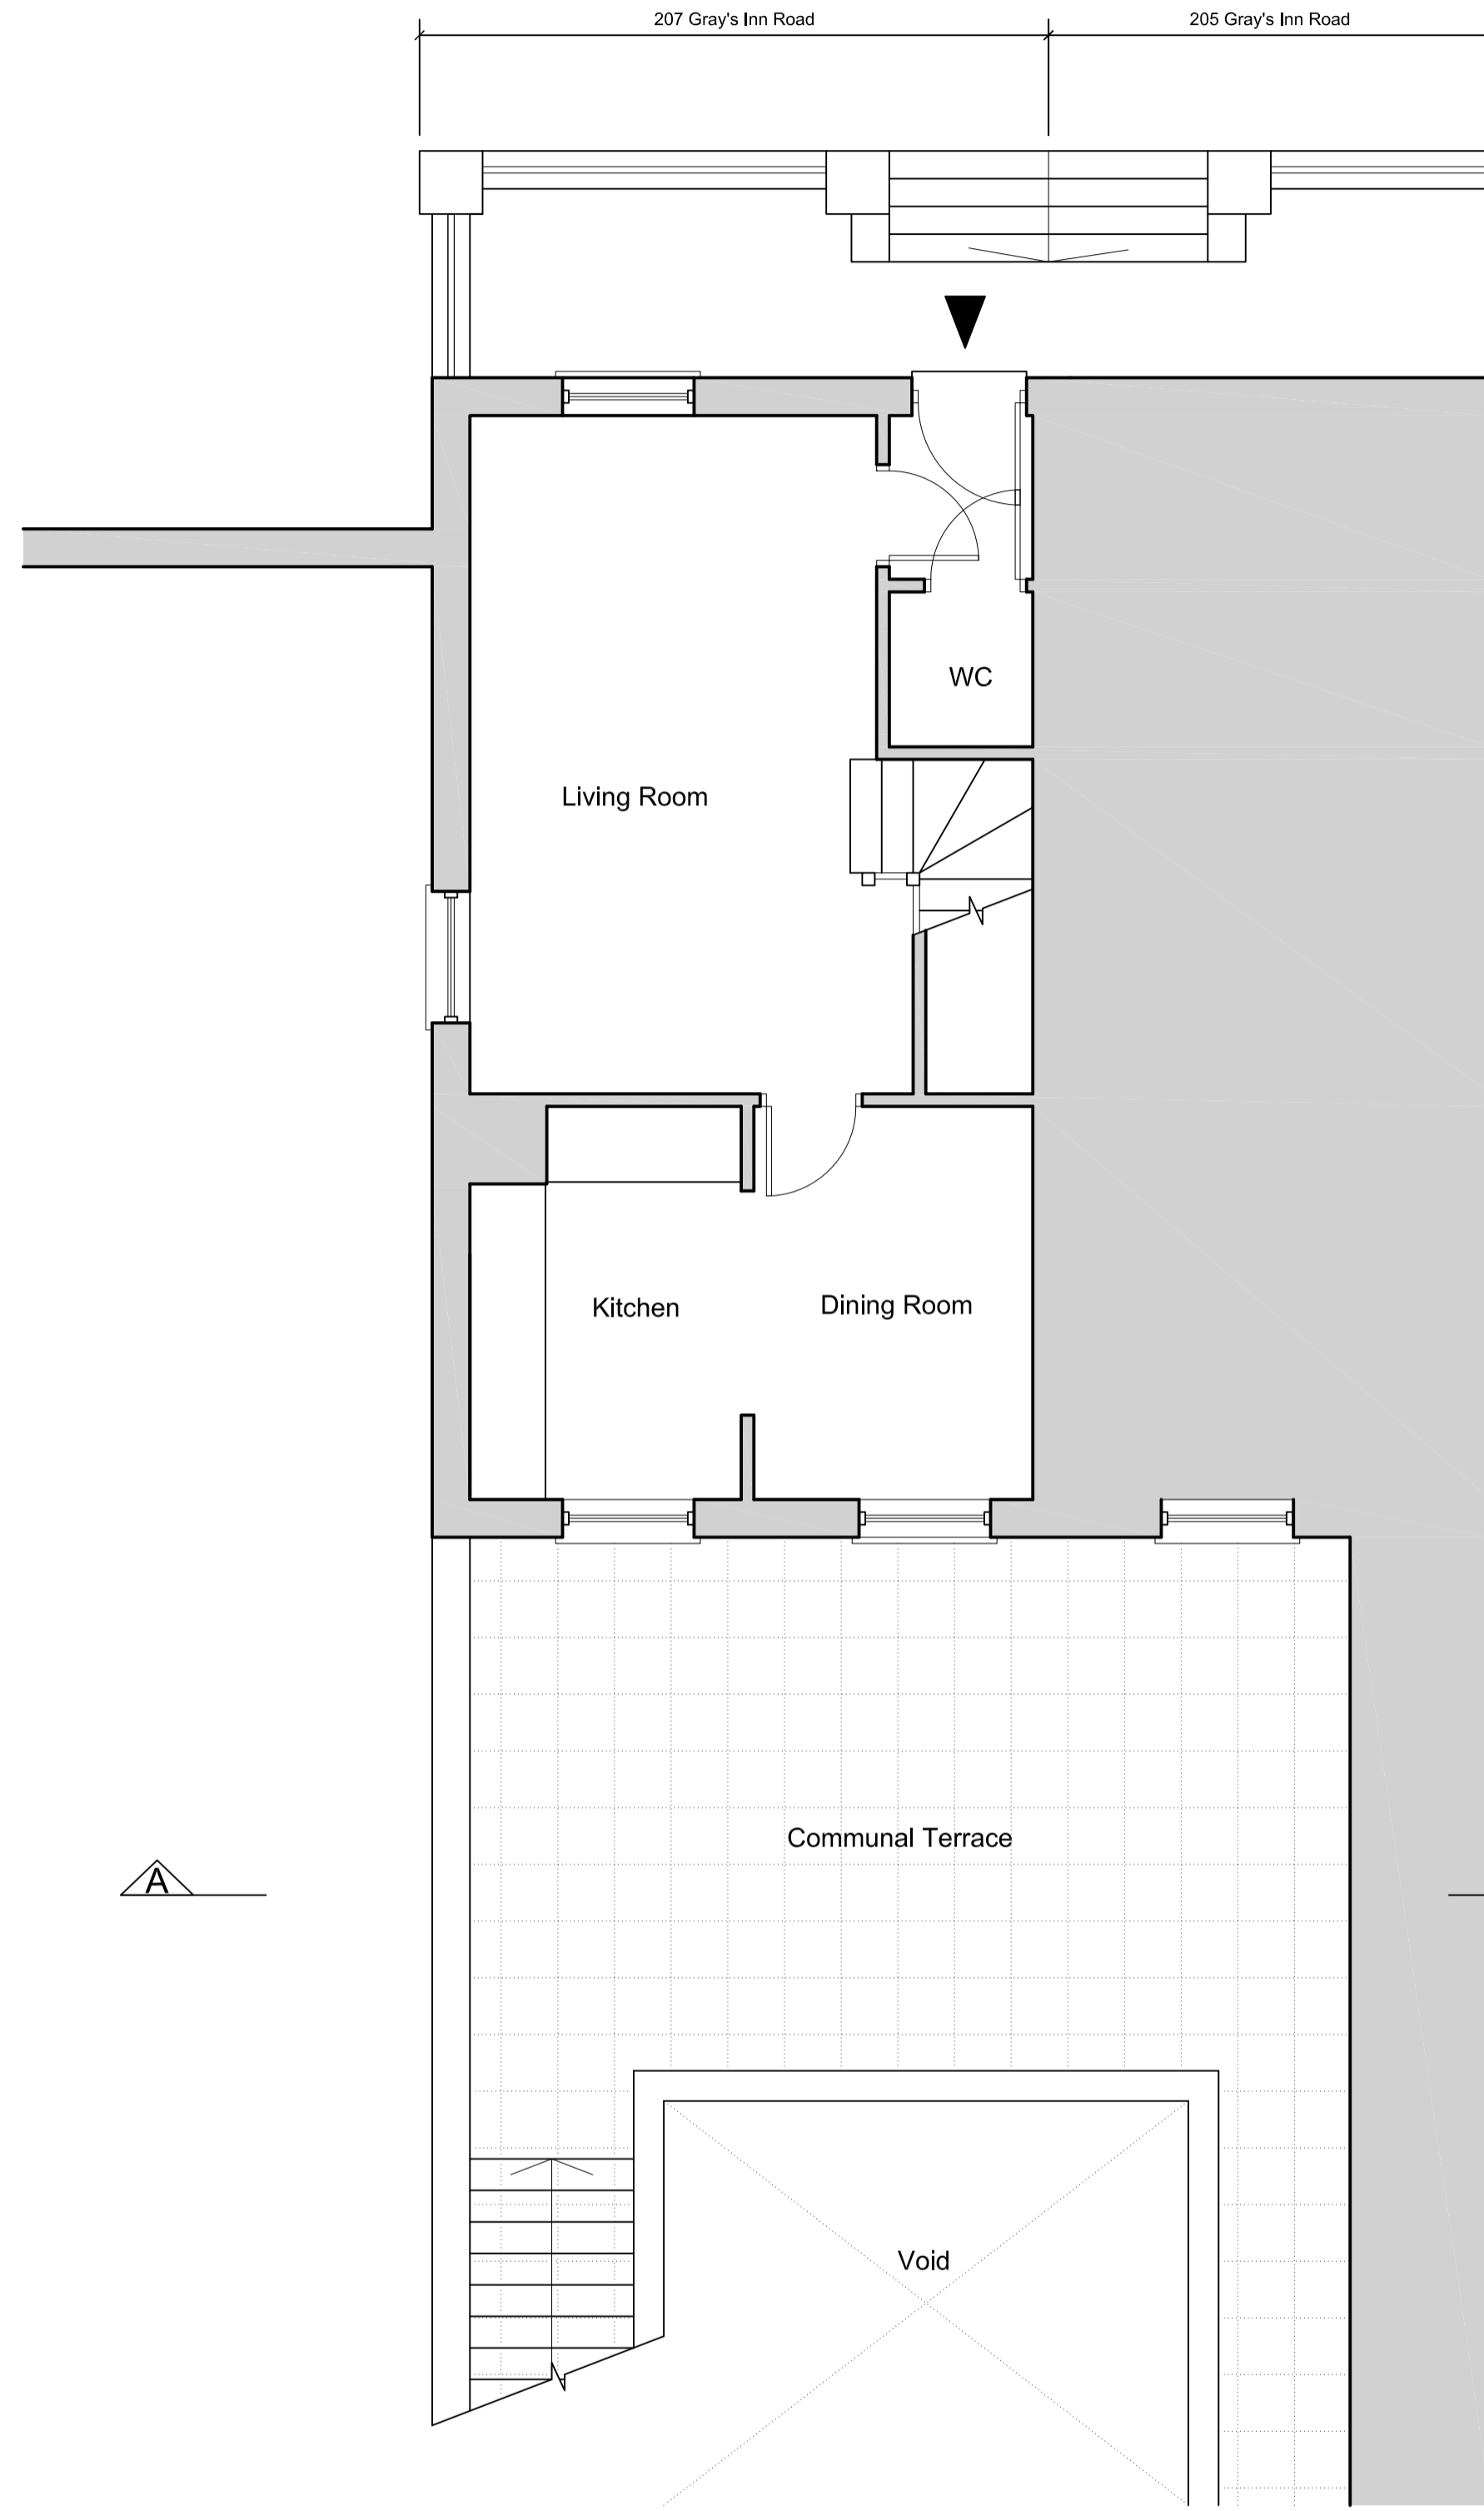 207 Gray's Inn Road
205 Gray's Inn Road
WC
Living Room
Kitchen
Dining Room
Communal Terrace
A
Void